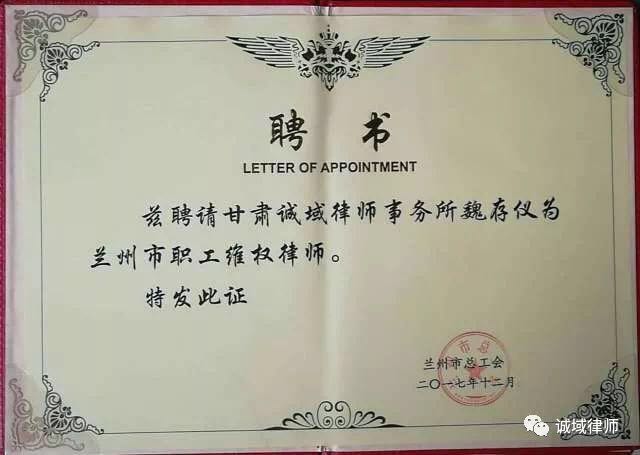 聘 书
LETTER OF APPOINTMENT
兹聘请甘肃诚域律师事务所魏存仪为
兰州市职工维权律师。
特发此证
兰州市总工会
二〇一七年十二月
诚域律师